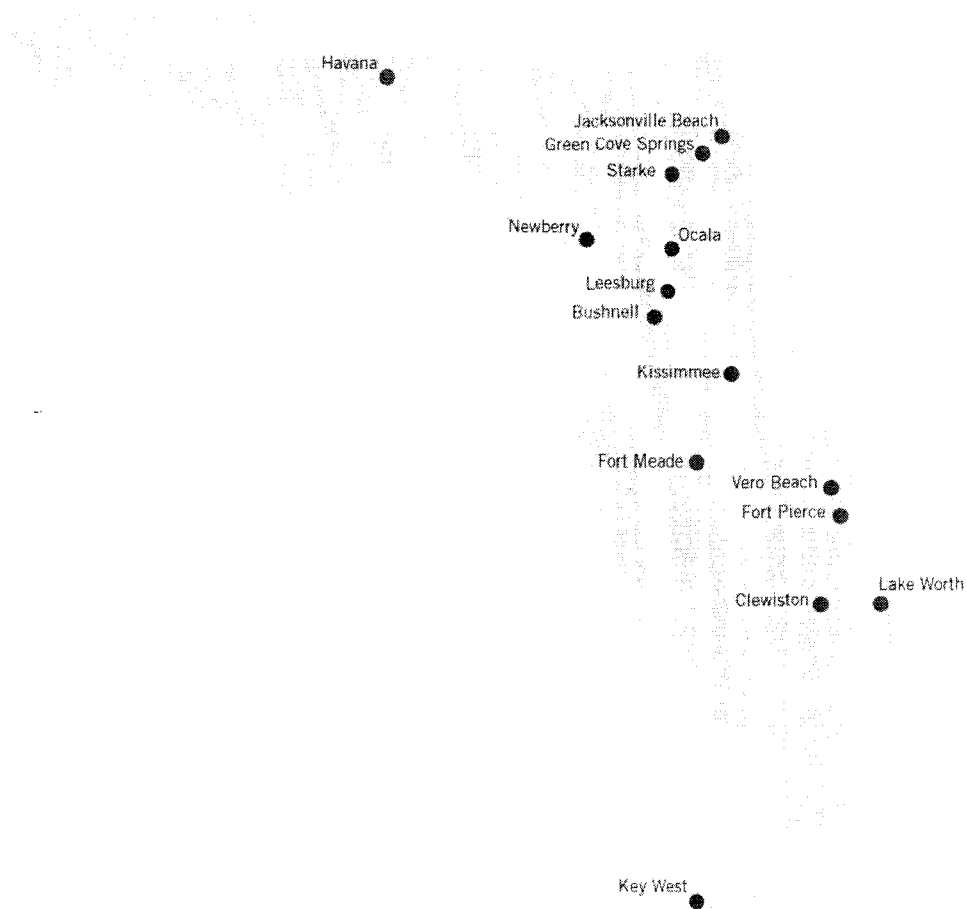 Havana
Jacksonville Beach
Green Cove Springs
Starke
Newberry
Ocala
Leesburg
Bushnell
Kissimmee
Fort Meade
Vero Beach
Fort Pierce
Lake Worth
Clewiston
Key West